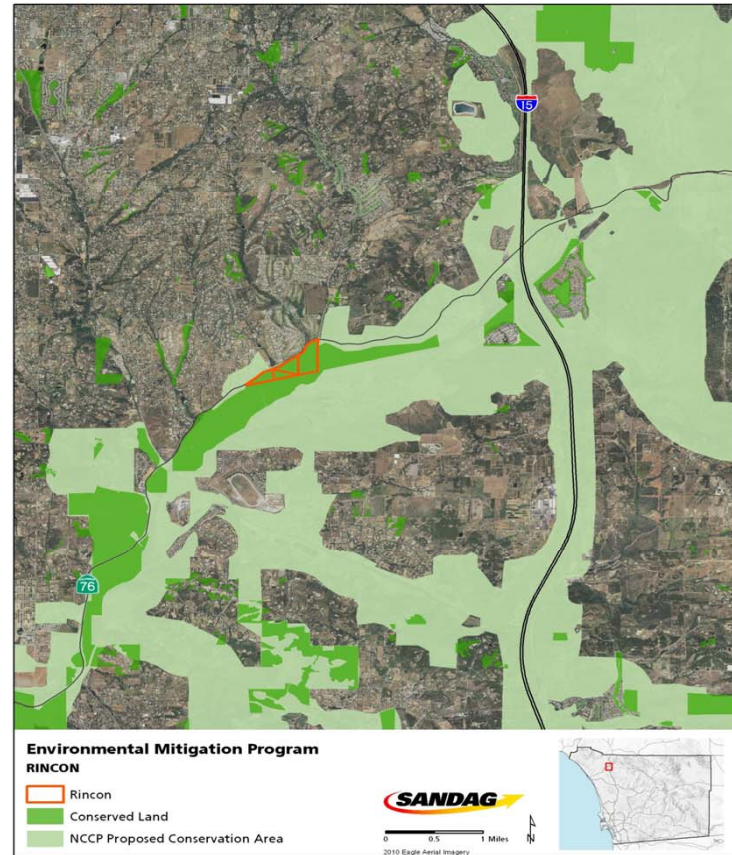 15
76
Environmental Mitigation Program
RINCON
Rincon
Conserved Land
NCCP Proposed Conservation Area
SANDAG
0 0.5 1 Miles
N
2010 Eagle Aerial Imagery